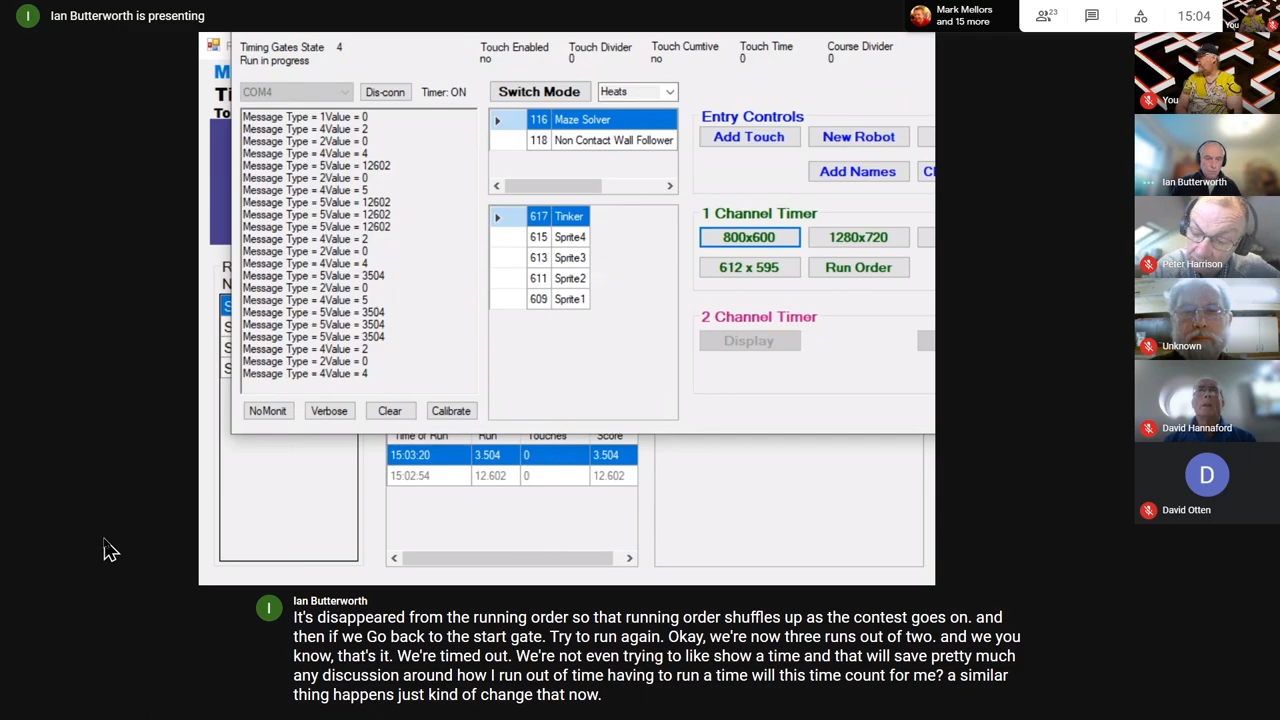 I Ian Butterworth is presenting
Mark Mellors
and 15 more
23
15:04
You
Timing Gates State 4
Run in progress
Touch Enabled
no
Touch Divider
0
Touch Cumtive
no
Touch Time
0
Course Divider
0
COM4
Dis-conn
Timer: ON
Switch Mode
Heats
Message Type = 1Value = 0
Message Type = 4Value = 2
Message Type = 2Value = 0
Message Type = 4Value = 4
Message Type = 5Value = 12602
Message Type = 2Value = 0
Message Type = 4Value = 5
Message Type = 5Value = 12602
Message Type = 5Value = 12602
Message Type = 5Value = 12602
Message Type = 4Value = 2
Message Type = 2Value = 0
Message Type = 4Value = 4
Message Type = 5Value = 3504
Message Type = 2Value = 0
Message Type = 4Value = 5
Message Type = 5Value = 3504
Message Type = 5Value = 3504
Message Type = 5Value = 3504
Message Type = 4Value = 2
Message Type = 2Value = 0
Message Type = 4Value = 4
NoMonit
Verbose
Clear
Calibrate
116 Maze Solver
118 Non Contact Wall Follower
617 Tinker
615 Sprite4
613 Sprite3
611 Sprite2
609 Sprite1
Entry Controls
Add Touch
New Robot
Add Names
1 Channel Timer
800x600
1280x720
612 x 595
Run Order
2 Channel Timer
Display
Time of Run Run Touches Score
15:03:20 3.504 0 3.504
15:02:54 12.602 0 12.602
You
Ian Butterworth
Peter Harrison
Unknown
David Hannaford
D
David Otten
I Ian Butterworth
It's disappeared from the running order so that running order shuffles up as the contest goes on. and
then if we Go back to the start gate. Try to run again. Okay, we're now three runs out of two. and we you
know, that's it. We're timed out. We're not even trying to like show a time and that will save pretty much
any discussion around how I run out of time having to run a time will this time count for me? a similar
thing happens just kind of change that now.